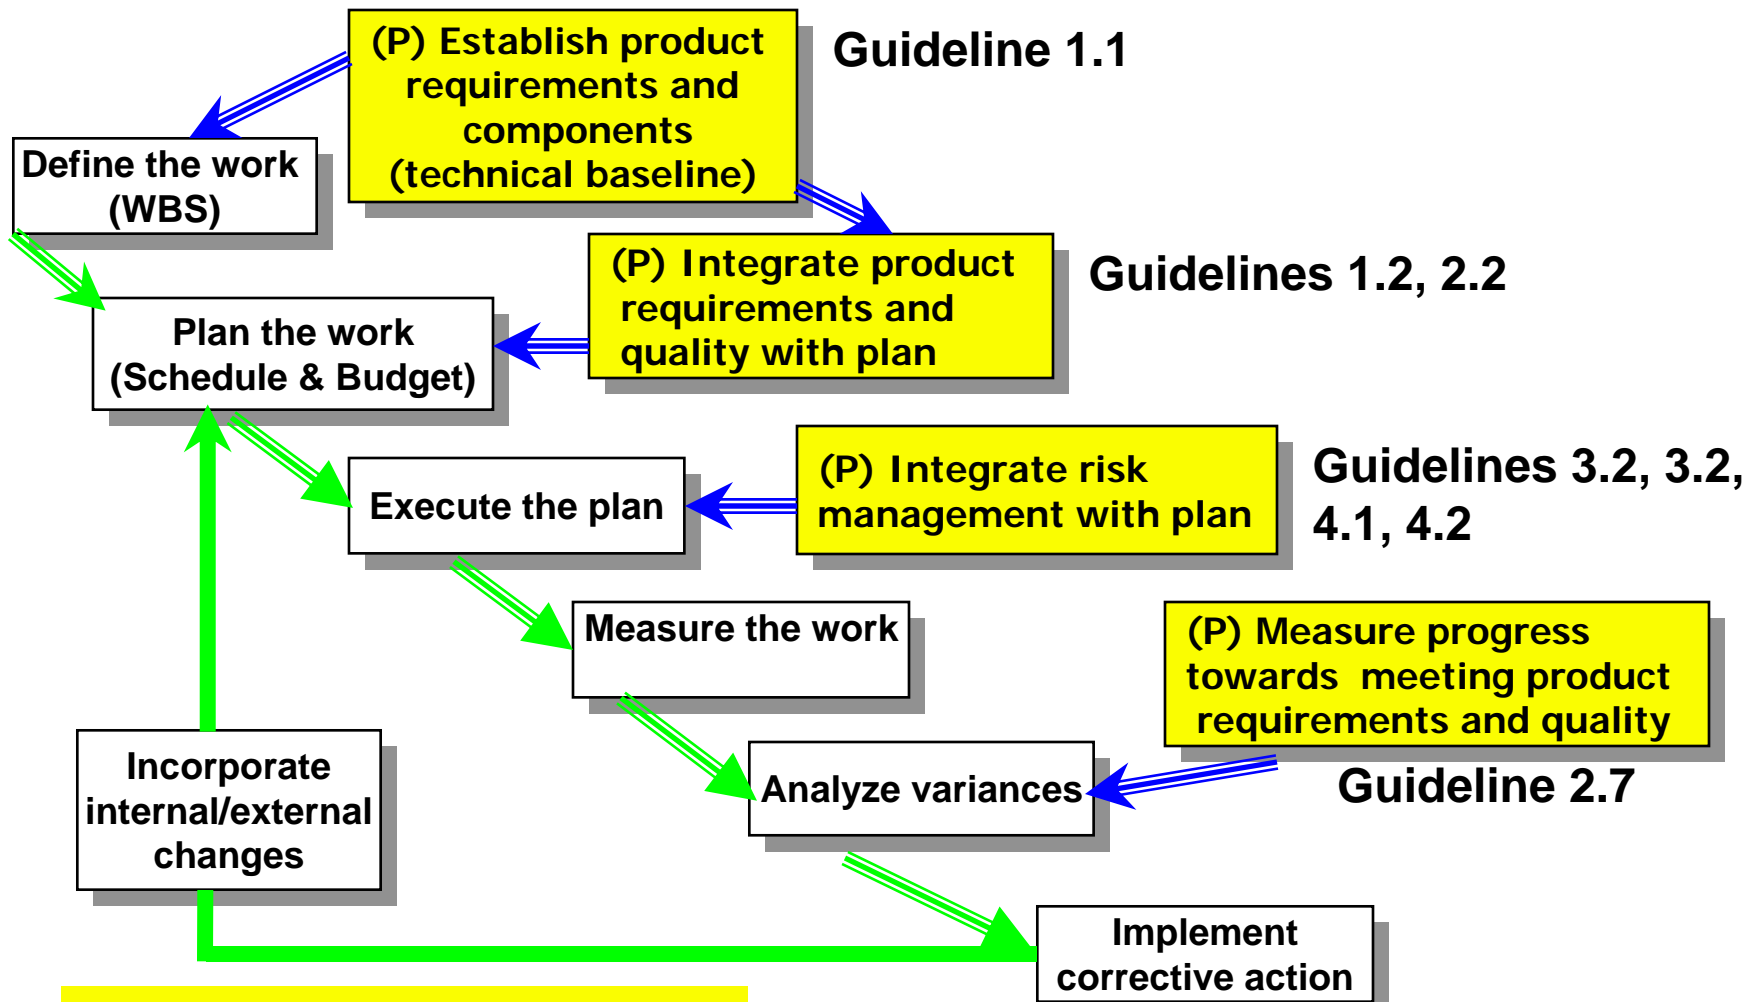 (P) Establish product
requirements and
components
(technical baseline)
Guideline 1.1
Define the work
(WBS)
(P) Integrate product
requirements and
quality with plan
Guidelines 1.2, 2.2
Plan the work
(Schedule & Budget)
(P) Integrate risk
management with plan
Guidelines 3.2, 3.2,
4.1, 4.2
Execute the plan
Measure the work
(P) Measure progress
towards meeting product
requirements and quality
Guideline 2.7
Incorporate
internal/external
changes
Analyze variances
Implement
corrective action